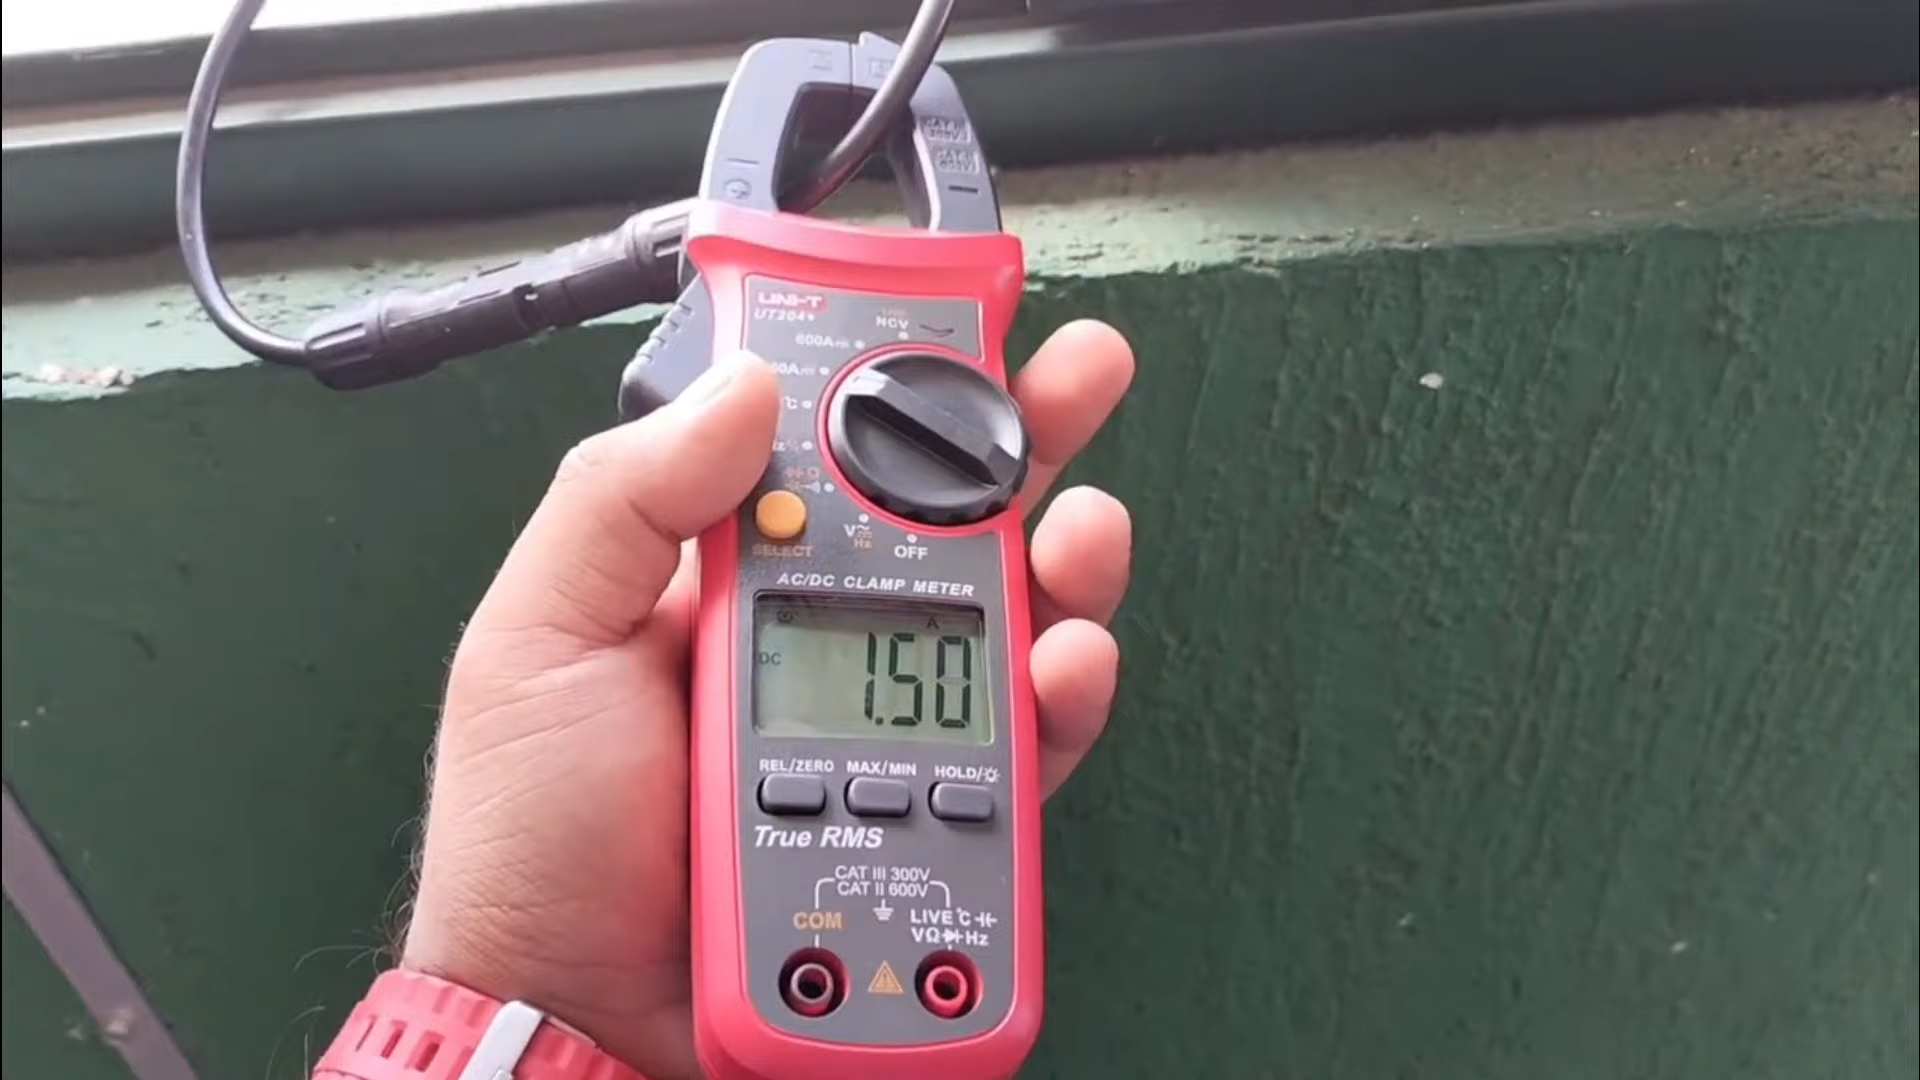 UNI-T
UT204+
NCV
600A
℃
SELECT
V
Hz
OFF
AC/DC CLAMP METER
A
DC
1.50
REL/ZERO MAX/MIN HOLD/
True RMS
CAT III 300V
CAT II 600V
COM
LIVE ℃
VΩ Hz